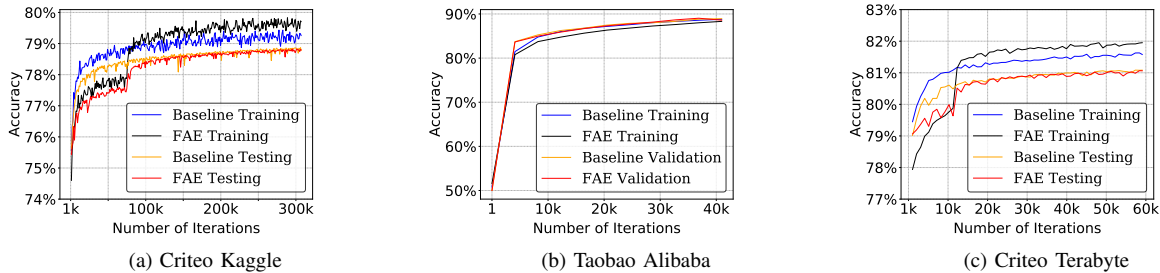 80%
79%
78%
77%
76%
75%
74%
Accuracy
1k
100k
200k
300k
Number of Iterations
Baseline Training
FAE Training
Baseline Testing
FAE Testing
(a) Criteo Kaggle
90%
80%
70%
60%
50%
Accuracy
1
10k
20k
30k
40k
Number of Iterations
Baseline Training
FAE Training
Baseline Validation
FAE Validation
(b) Taobao Alibaba
83%
82%
81%
80%
79%
78%
77%
Accuracy
1k
10k
20k
30k
40k
50k
60k
Number of Iterations
Baseline Training
FAE Training
Baseline Testing
FAE Testing
(c) Criteo Terabyte